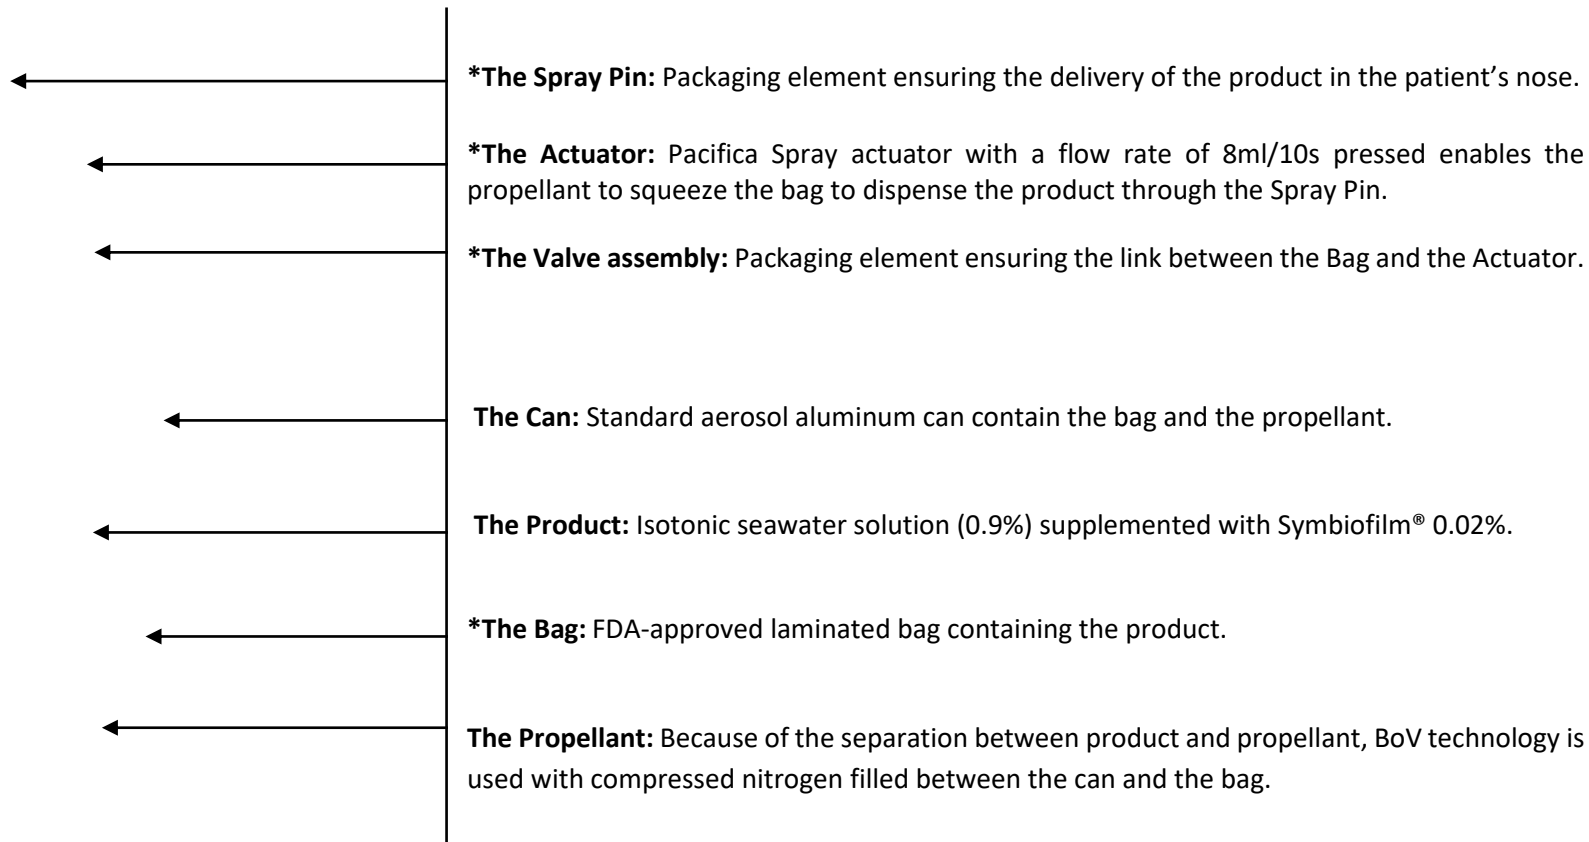 *The Spray Pin: Packaging element ensuring the delivery of the product in the patient’s nose.
*The Actuator: Pacifica Spray actuator with a flow rate of 8ml/10s pressed enables the
propellant to squeeze the bag to dispense the product through the Spray Pin.
*The Valve assembly: Packaging element ensuring the link between the Bag and the Actuator.
The Can: Standard aerosol aluminum can contain the bag and the propellant.
The Product: Isotonic seawater solution (0.9%) supplemented with Symbiofilm® 0.02%.
*The Bag: FDA-approved laminated bag containing the product.
The Propellant: Because of the separation between product and propellant, BoV technology is
used with compressed nitrogen filled between the can and the bag.